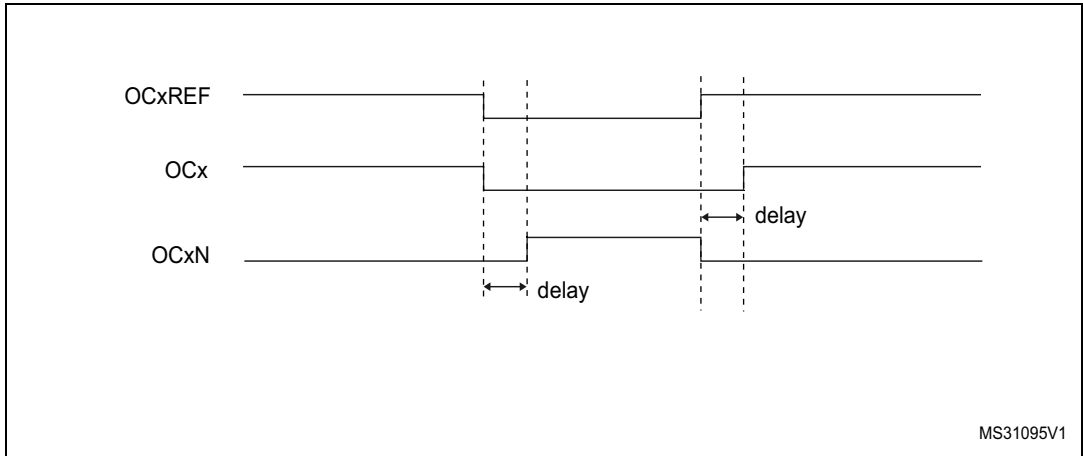 OCxREF
OCx
delay
OCxN
delay
MS31095V1